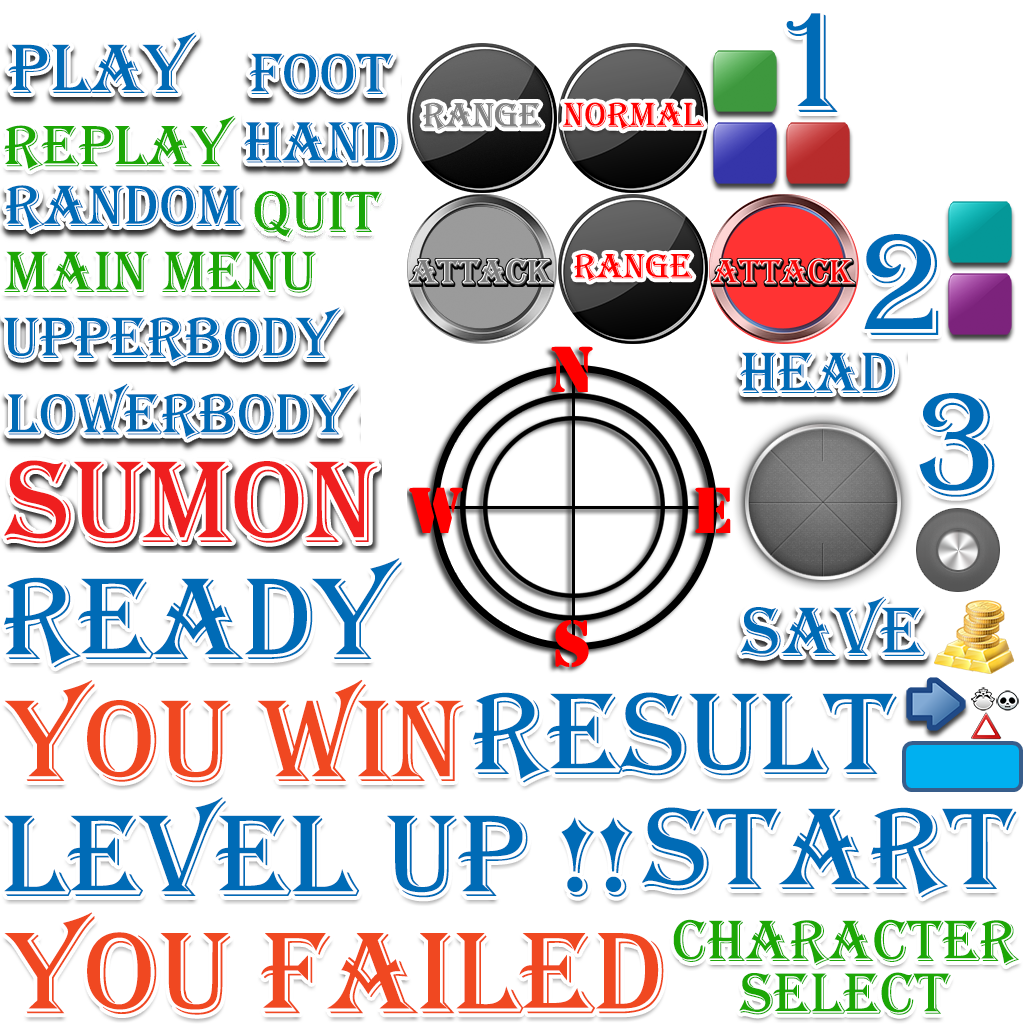 PLAY
FOOT
RANGE
NORMAL
1
REPLAY
HAND
RANDOM
QUIT
MAIN MENU
ATTACK
RANGE
ATTACK
2
UPPERBODY
N
HEAD
LOWERBODY
3
SUMON
W
E
READY
S
SAVE
YOU WIN
RESULT
LEVEL UP !!
START
YOU FAILED
CHARACTER
SELECT